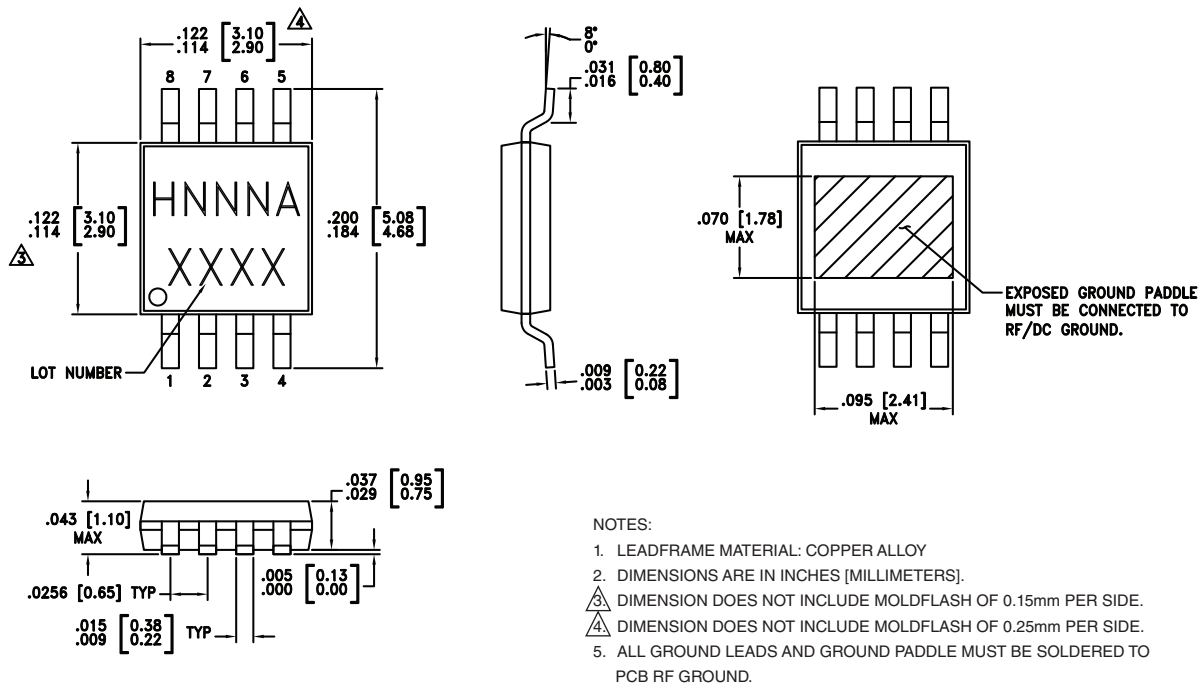 .122 [3.10]
.114 [2.90]
4
8 7 6 5
HNNNA
XXXX
.122 [3.10]
.114 [2.90]
3
.200 [5.08]
.184 [4.68]
LOT NUMBER
1 2 3 4
8°
0°
.031 [0.80]
.016 [0.40]
.009 [0.22]
.003 [0.08]
.070 [1.78]
MAX
EXPOSED GROUND PADDLE
MUST BE CONNECTED TO
RF/DC GROUND.
.095 [2.41]
MAX
.037 [0.95]
.029 [0.75]
.043 [1.10]
MAX
.005 [0.13]
.000 [0.00]
.0256 [0.65] TYP
.015 [0.38]
.009 [0.22] TYP
NOTES:
1. LEADFRAME MATERIAL: COPPER ALLOY
2. DIMENSIONS ARE IN INCHES [MILLIMETERS].
3. DIMENSION DOES NOT INCLUDE MOLDFLASH OF 0.15mm PER SIDE.
4. DIMENSION DOES NOT INCLUDE MOLDFLASH OF 0.25mm PER SIDE.
5. ALL GROUND LEADS AND GROUND PADDLE MUST BE SOLDERED TO
PCB RF GROUND.